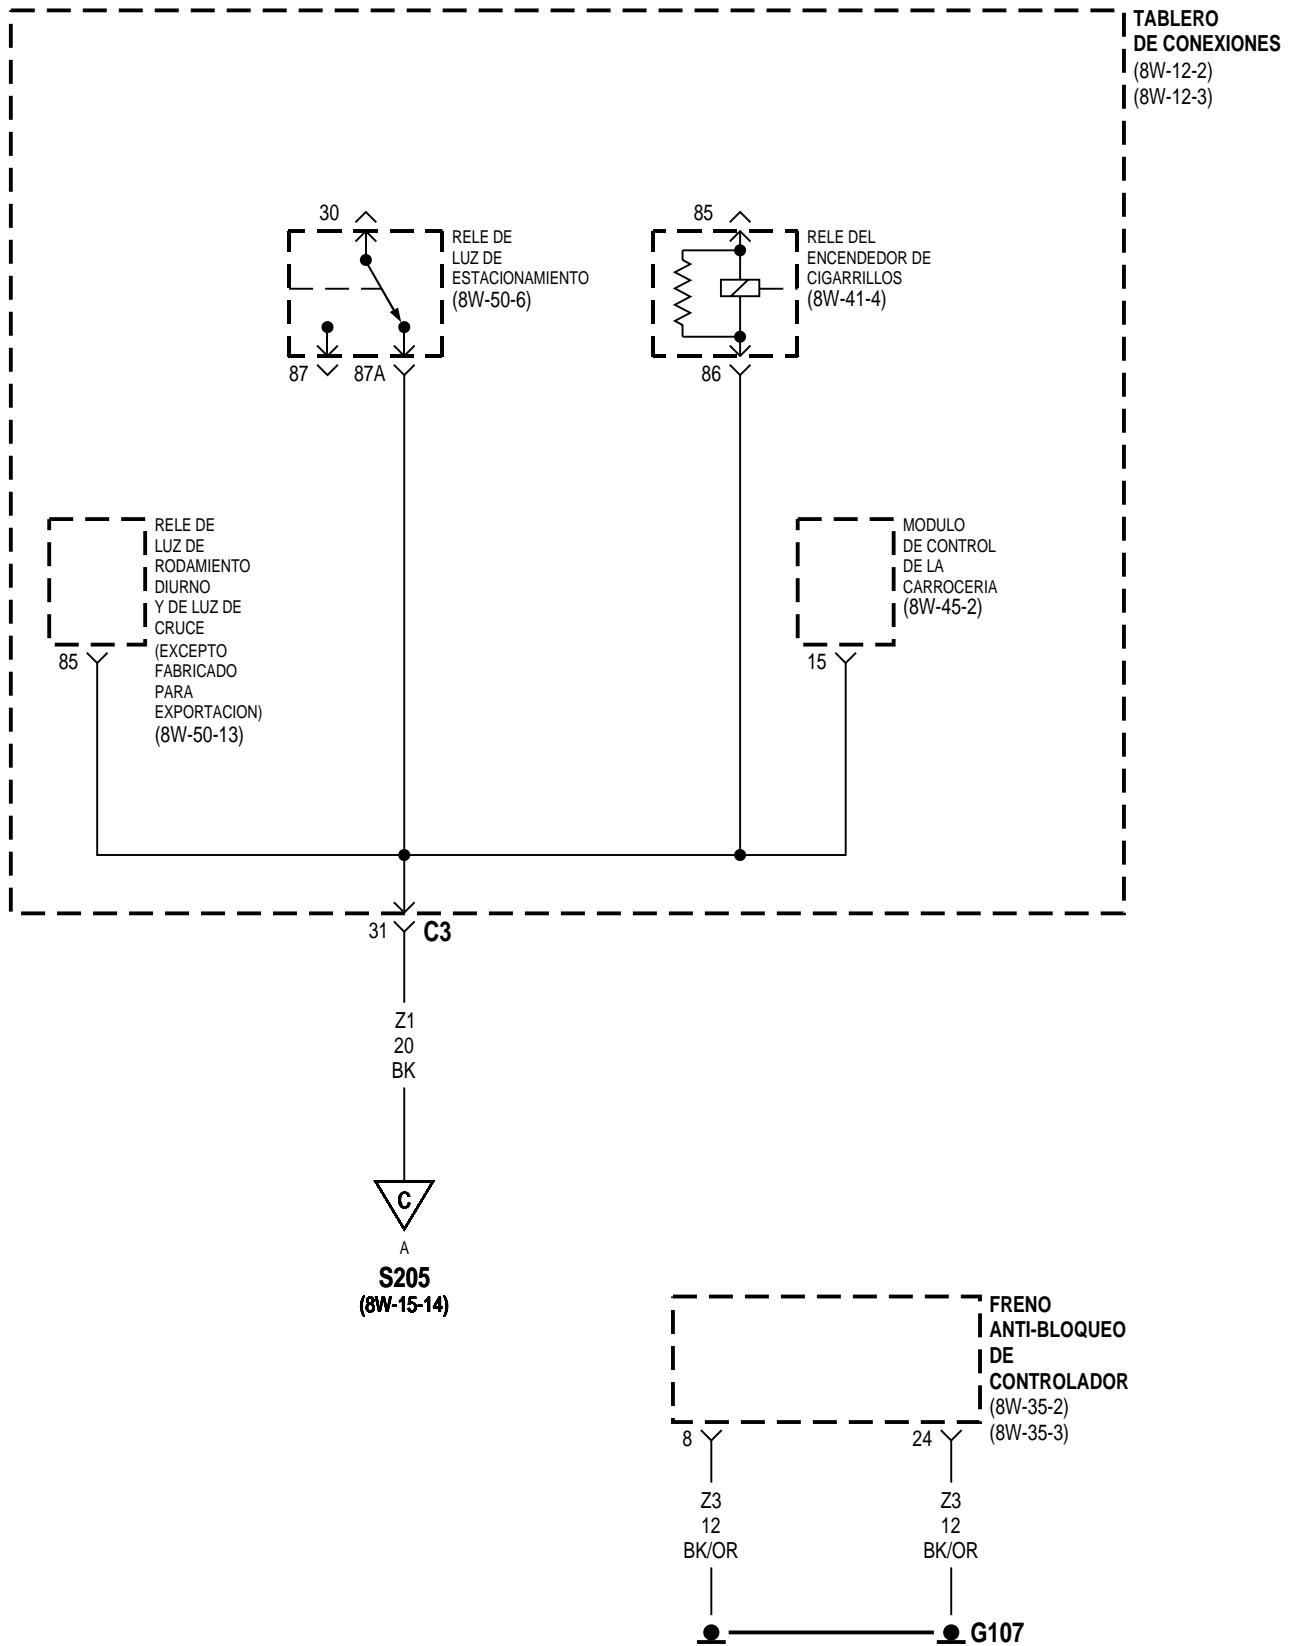 TABLERO
DE CONEXIONES
(8W-12-2)
(8W-12-3)
30
RELE DE
LUZ DE
ESTACIONAMIENTO
(8W-50-6)
87
87A
85
RELE DEL
ENCENDEDOR DE
CIGARRILLOS
(8W-41-4)
86
RELE DE
LUZ DE
RODAMIENTO
DIURNO
Y DE LUZ DE
CRUCE
(EXCEPTO
FABRICADO
PARA
EXPORTACION)
(8W-50-13)
85
MODULO
DE CONTROL
DE LA
CARROCERIA
(8W-45-2)
15
31
C3
Z1
20
BK
C
A
S205
(8W-15-14)
FRENO
ANTI-BLOQUEO
DE
CONTROLADOR
(8W-35-2)
(8W-35-3)
8
24
Z3
12
BK/OR
Z3
12
BK/OR
G107